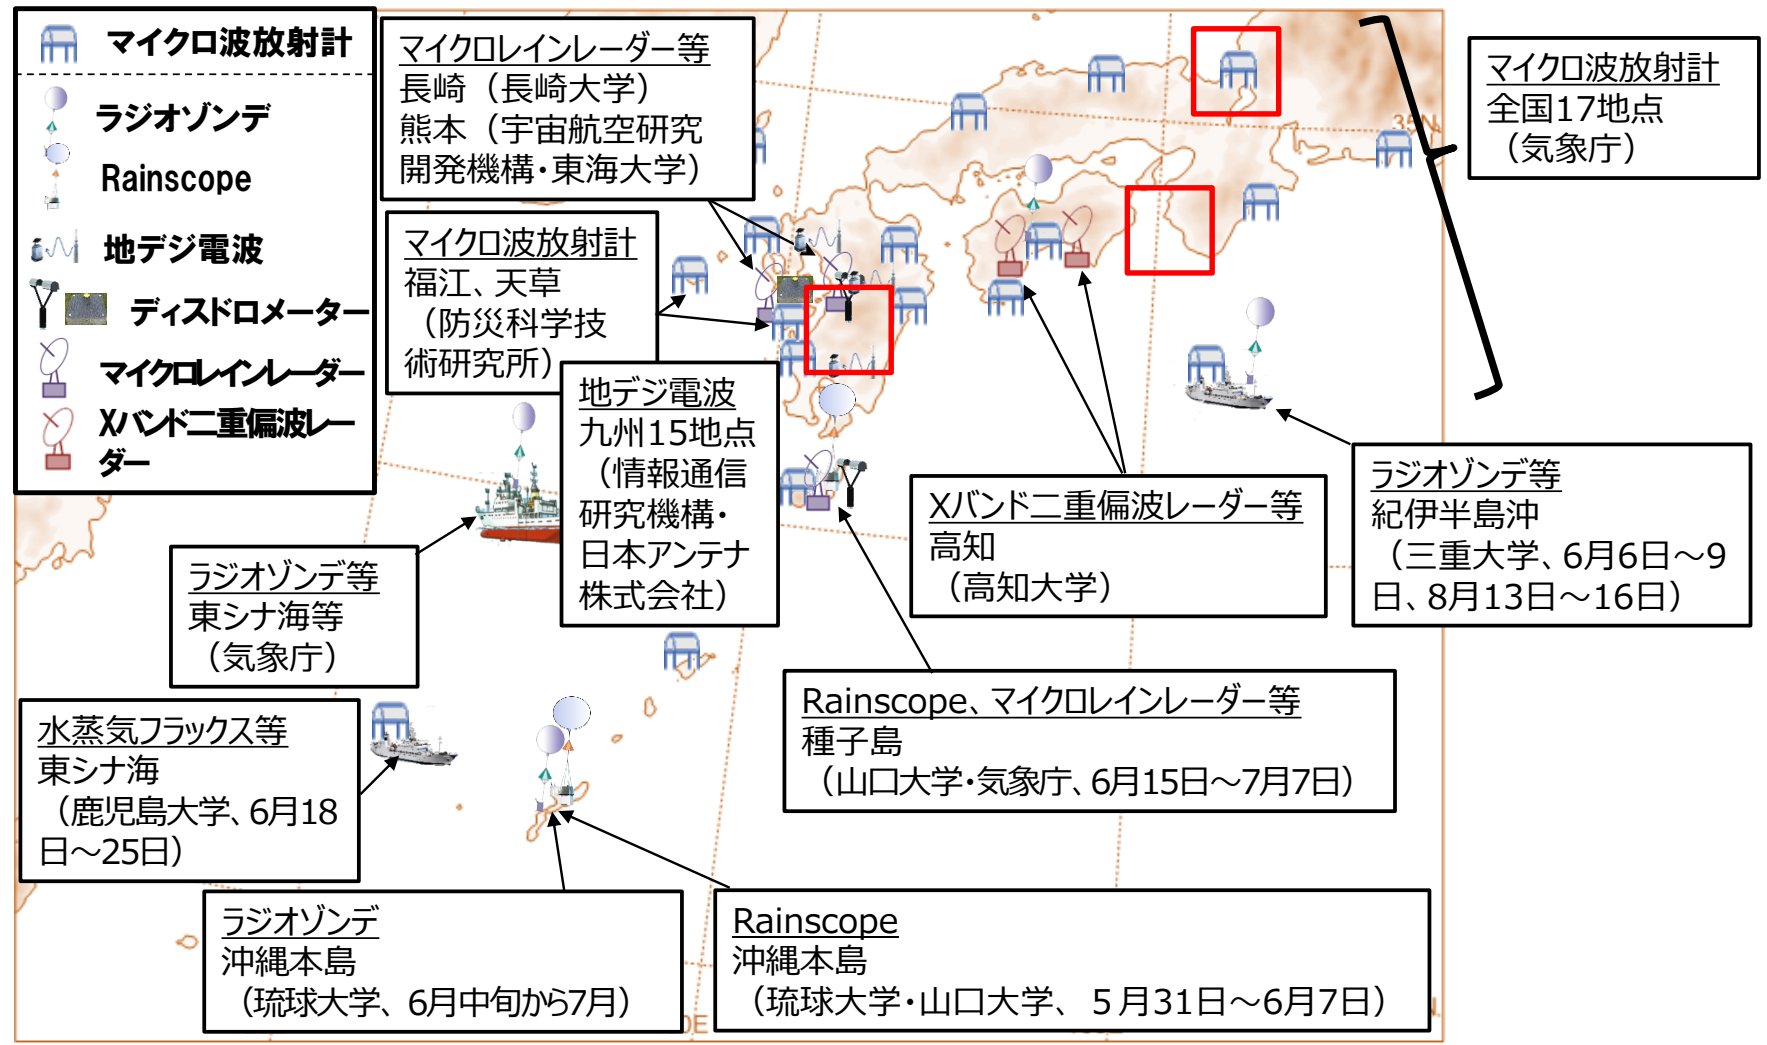 マイクロ波放射計
ラジオゾンデ
Rainscope
地デジ電波
ディスドロメーター
マイクロレインレーダー
Xバンド二重偏波レー
ダー
マイクロレインレーダー等
長崎（長崎大学）
熊本（宇宙航空研究
開発機構・東海大学）
マイクロ波放射計
全国17地点
（気象庁）
35N
マイクロ波放射計
福江、天草
（防災科学技
術研究所）
地デジ電波
九州15地点
（情報通信
研究機構・
日本アンテナ
株式会社）
Xバンド二重偏波レーダー等
高知
（高知大学）
ラジオゾンデ等
紀伊半島沖
（三重大学、6月6日～9
日、8月13日～16日）
ラジオゾンデ等
東シナ海等
（気象庁）
Rainscope、マイクロレインレーダー等
種子島
（山口大学・気象庁、6月15日～7月7日）
水蒸気フラックス等
東シナ海
（鹿児島大学、6月18
日～25日）
ラジオゾンデ
沖縄本島
（琉球大学、6月中旬から7月）
Rainscope
沖縄本島
（琉球大学・山口大学、５月31日～6月7日）